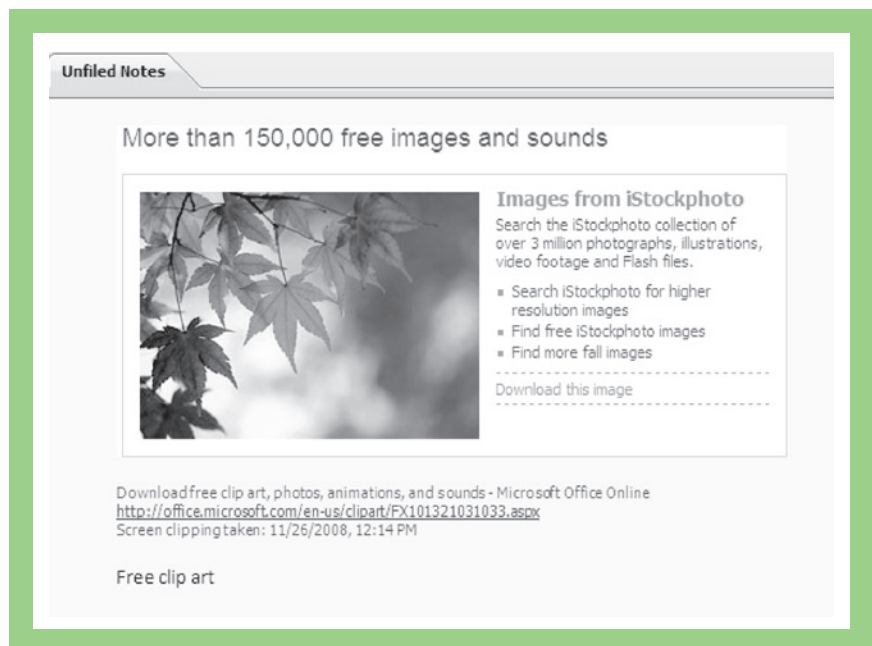 Unfiled Notes
More than 150,000 free images and sounds
Images from iStockphoto
Search the iStockphoto collection of
over 3 million photographs, illustrations,
video footage and Flash files.
▪ Search iStockphoto for higher
resolution images
▪ Find free iStockphoto images
▪ Find more fall images
Download this image
Download free clip art, photos, animations, and sounds - Microsoft Office Online
http://office.microsoft.com/en-us/clipart/FX101321031033.aspx
Screen clipping taken: 11/26/2008, 12:14 PM
Free clip art